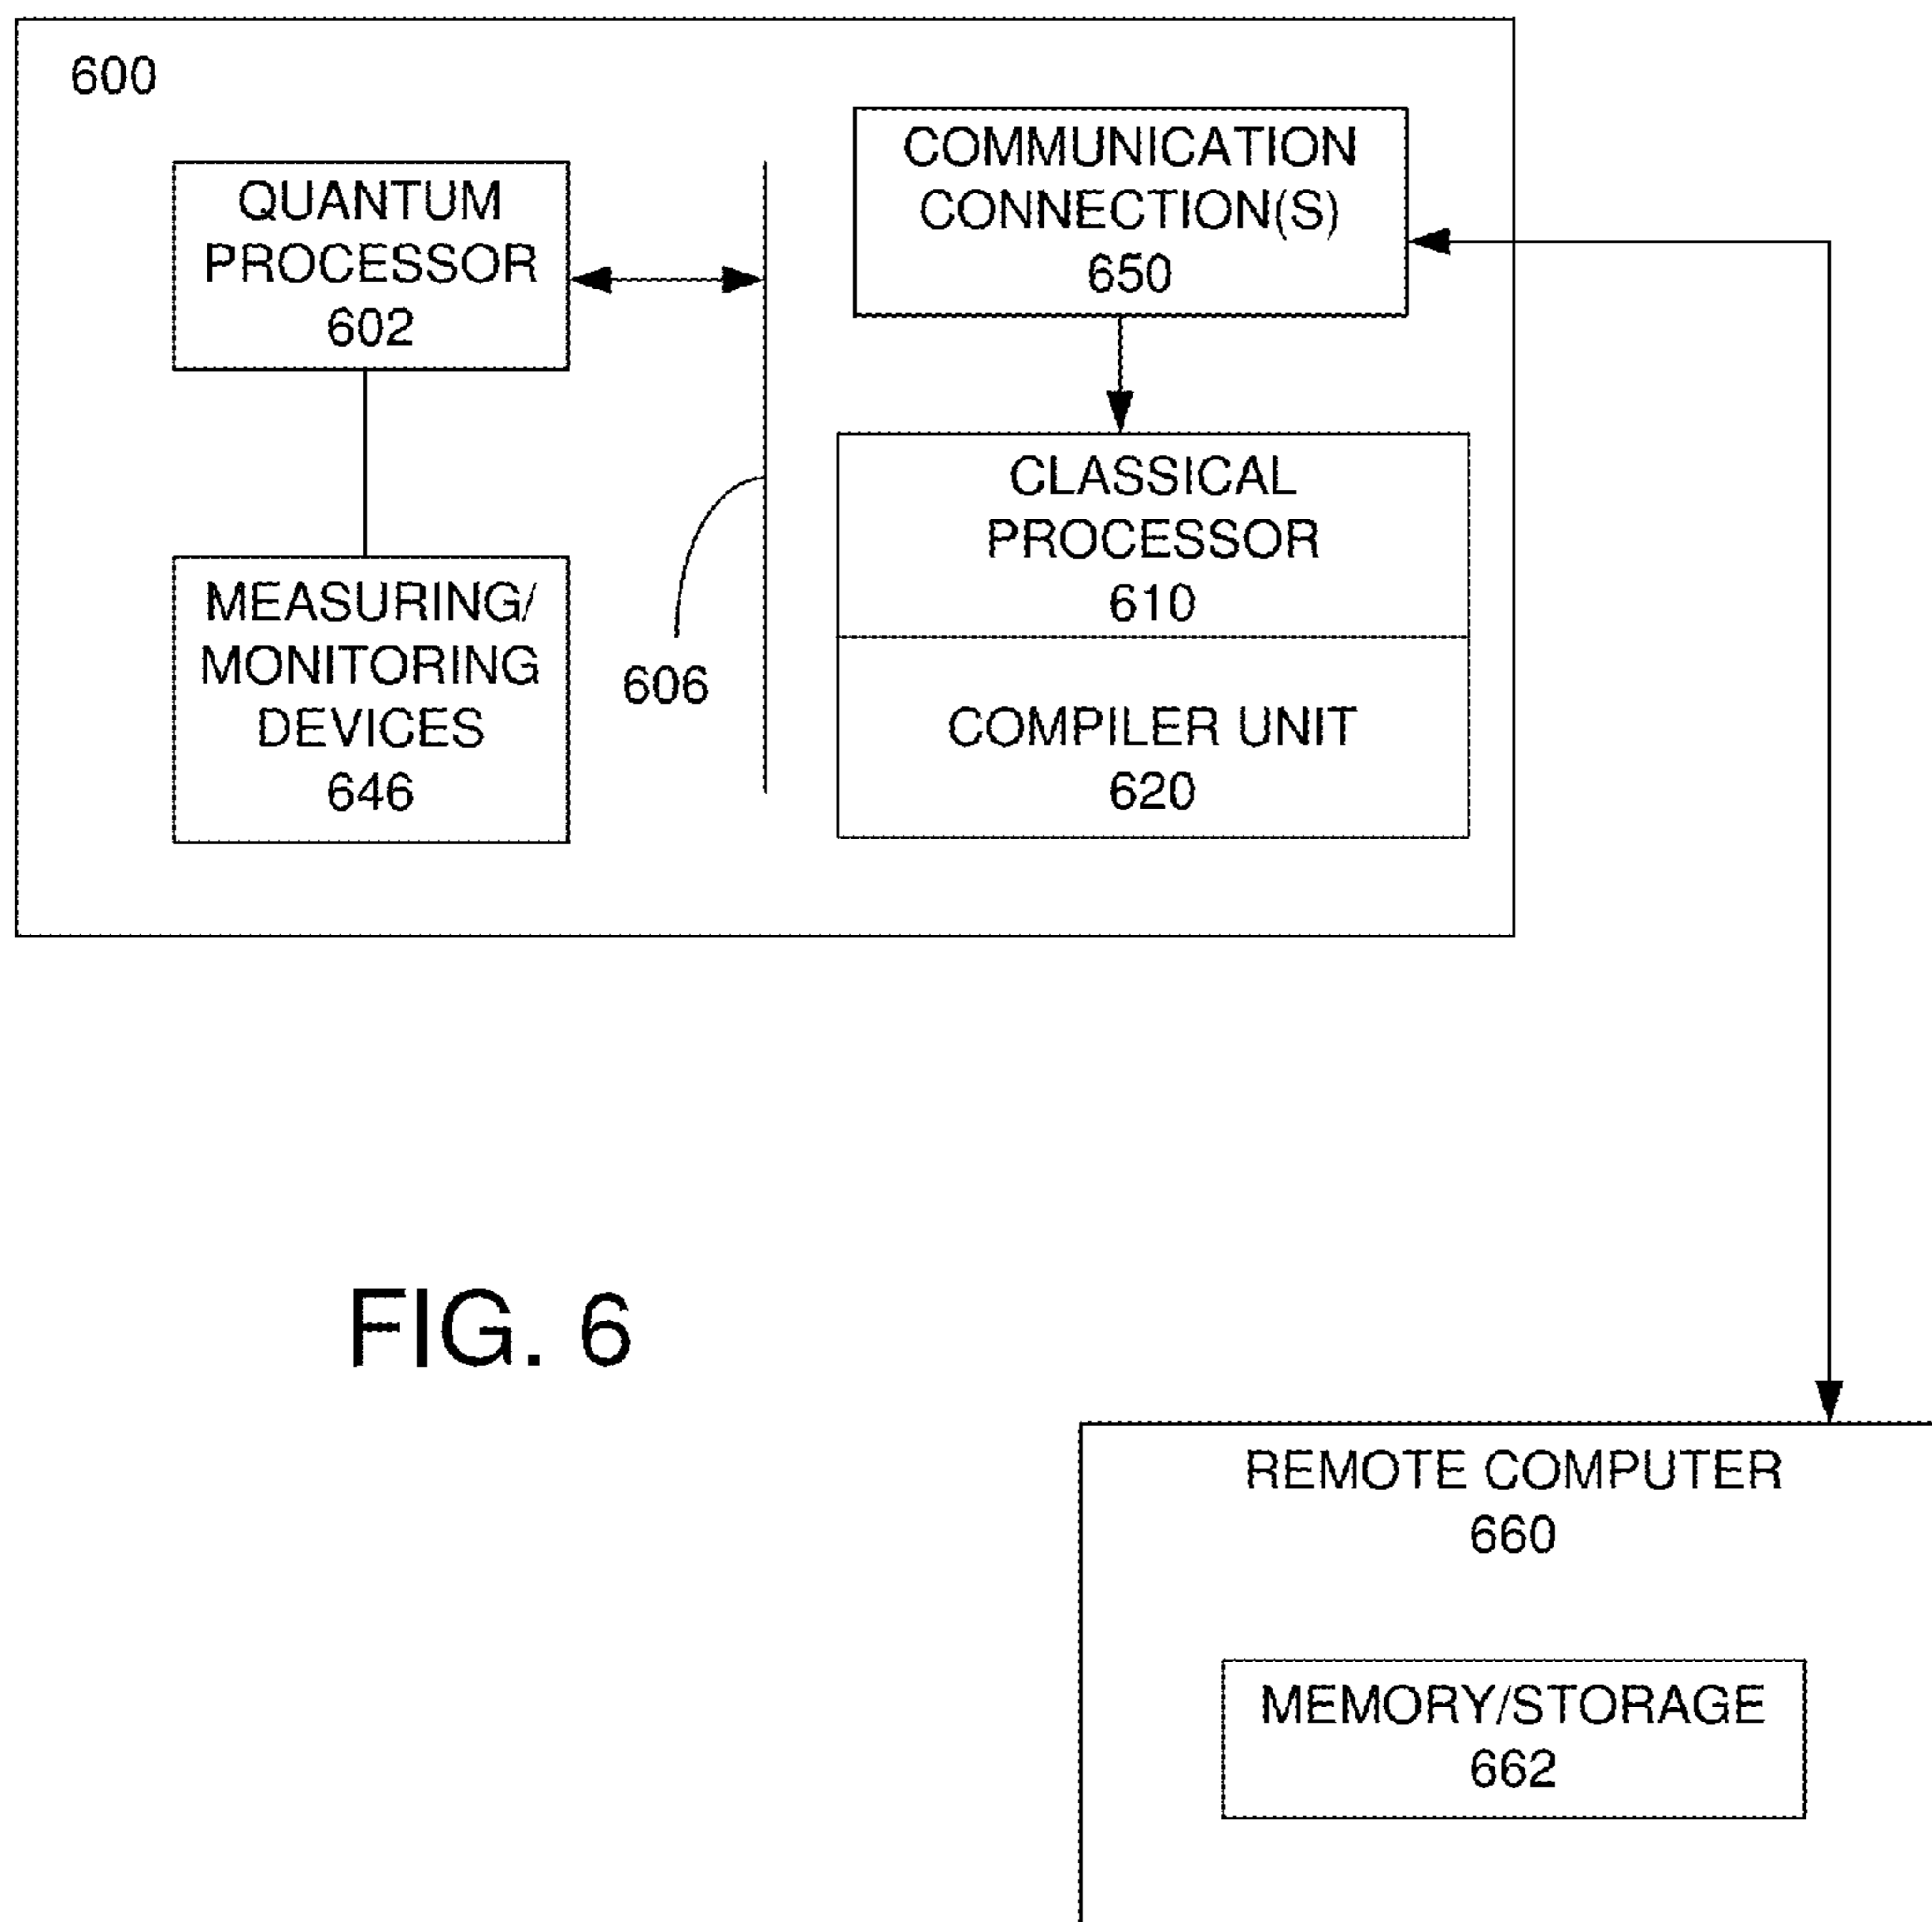 600
QUANTUM
PROCESSOR
602
MEASURING/
MONITORING
DEVICES
646
606
COMMUNICATION
CONNECTION(S)
650
CLASSICAL
PROCESSOR
610
COMPILER UNIT
620
FIG. 6
REMOTE COMPUTER
660
MEMORY/STORAGE
662